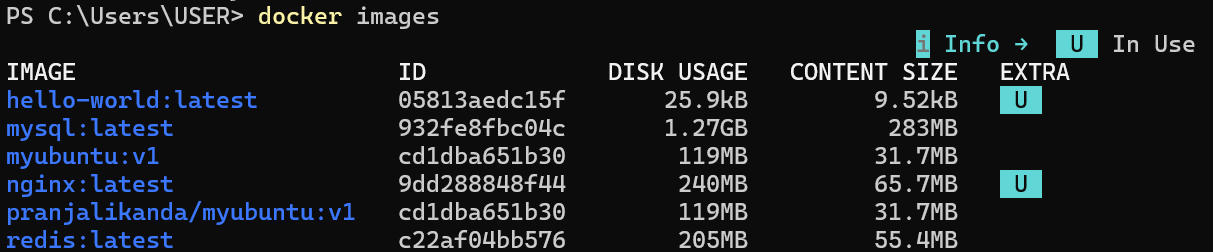 PS C:\Users\USER> docker images
i Info → U In Use
IMAGE ID DISK USAGE CONTENT SIZE EXTRA
hello-world:latest 05813aedc15f 25.9kB 9.52kB U
mysql:latest 932fe8fbc04c 1.27GB 283MB
myubuntu:v1 cd1dba651b30 119MB 31.7MB
nginx:latest 9dd288848f44 240MB 65.7MB U
pranjalikanda/myubuntu:v1 cd1dba651b30 119MB 31.7MB
redis:latest c22af04bb576 205MB 55.4MB